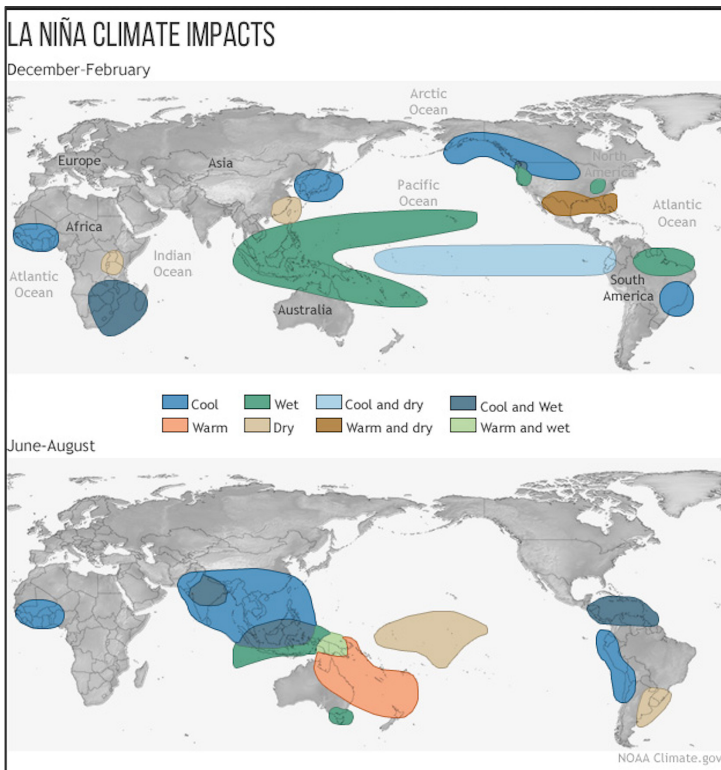 LA NIÑA CLIMATE IMPACTS
December-February
Arctic
Ocean
Europe
Asia
North
America
Pacific
Ocean
Atlantic
Ocean
Africa
Indian
Ocean
Atlantic
Ocean
South
America
Australia
Cool
Wet
Cool and dry
Cool and Wet
Warm
Dry
Warm and dry
Warm and wet
June-August
NOAA Climate.gov